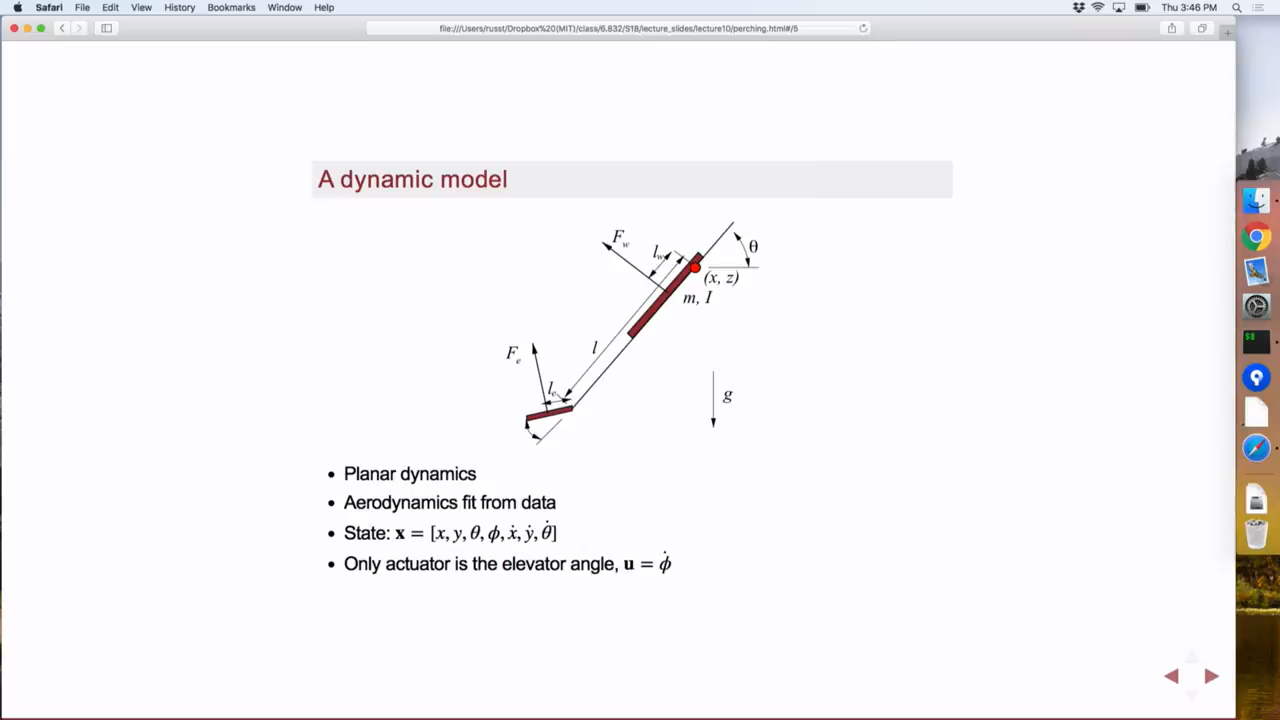 Safari File Edit View History Bookmarks Window Help Thu 3:46 PM
file:///Users/russt/Dropbox%20(MIT)/class/6.832/S18/lecture_slides/lecture10/perching.html#/5
A dynamic model
F_w
l_w
θ
(x, z)
m, I
l
F_e
l_e
g
• Planar dynamics
• Aerodynamics fit from data
• State: x = [x, y, θ, ϕ, ẋ, ẏ, θ̇]
• Only actuator is the elevator angle, u = ϕ̇